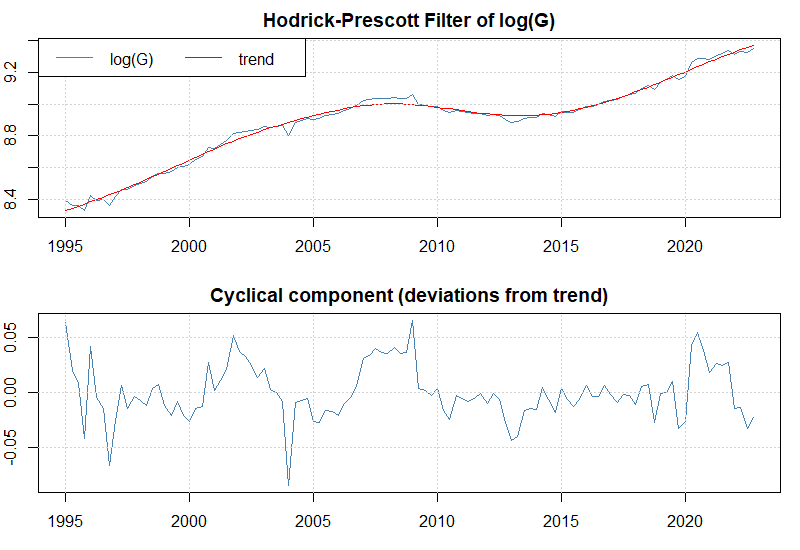 Hodrick-Prescott Filter of log(G)
log(G) trend
9.2
8.8
8.4
1995 2000 2005 2010 2015 2020
Cyclical component (deviations from trend)
0.05
0.00
-0.05
1995 2000 2005 2010 2015 2020